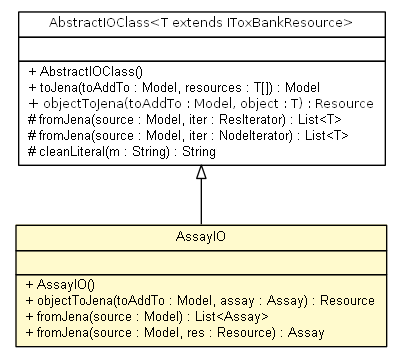 AbstractIOClass<T extends IToxBankResource>
+ AbstractIOClass()
+ toJena(toAddTo : Model, resources : T[]) : Model
+ objectToJena(toAddTo : Model, object : T) : Resource
# fromJena(source : Model, iter : ResIterator) : List<T>
# fromJena(source : Model, iter : NodeIterator) : List<T>
# cleanLiteral(m : String) : String
AssayIO
+ AssayIO()
+ objectToJena(toAddTo : Model, assay : Assay) : Resource
+ fromJena(source : Model) : List<Assay>
+ fromJena(source : Model, res : Resource) : Assay